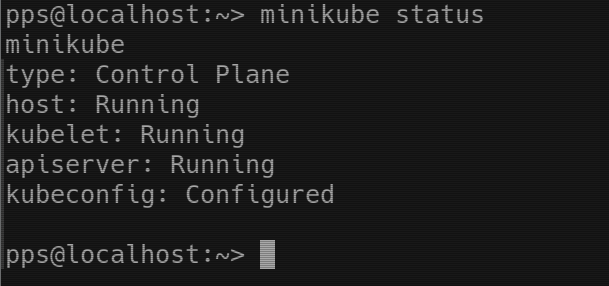 pps@localhost:~> minikube status
minikube
type: Control Plane
host: Running
kubelet: Running
apiserver: Running
kubeconfig: Configured
pps@localhost:~>